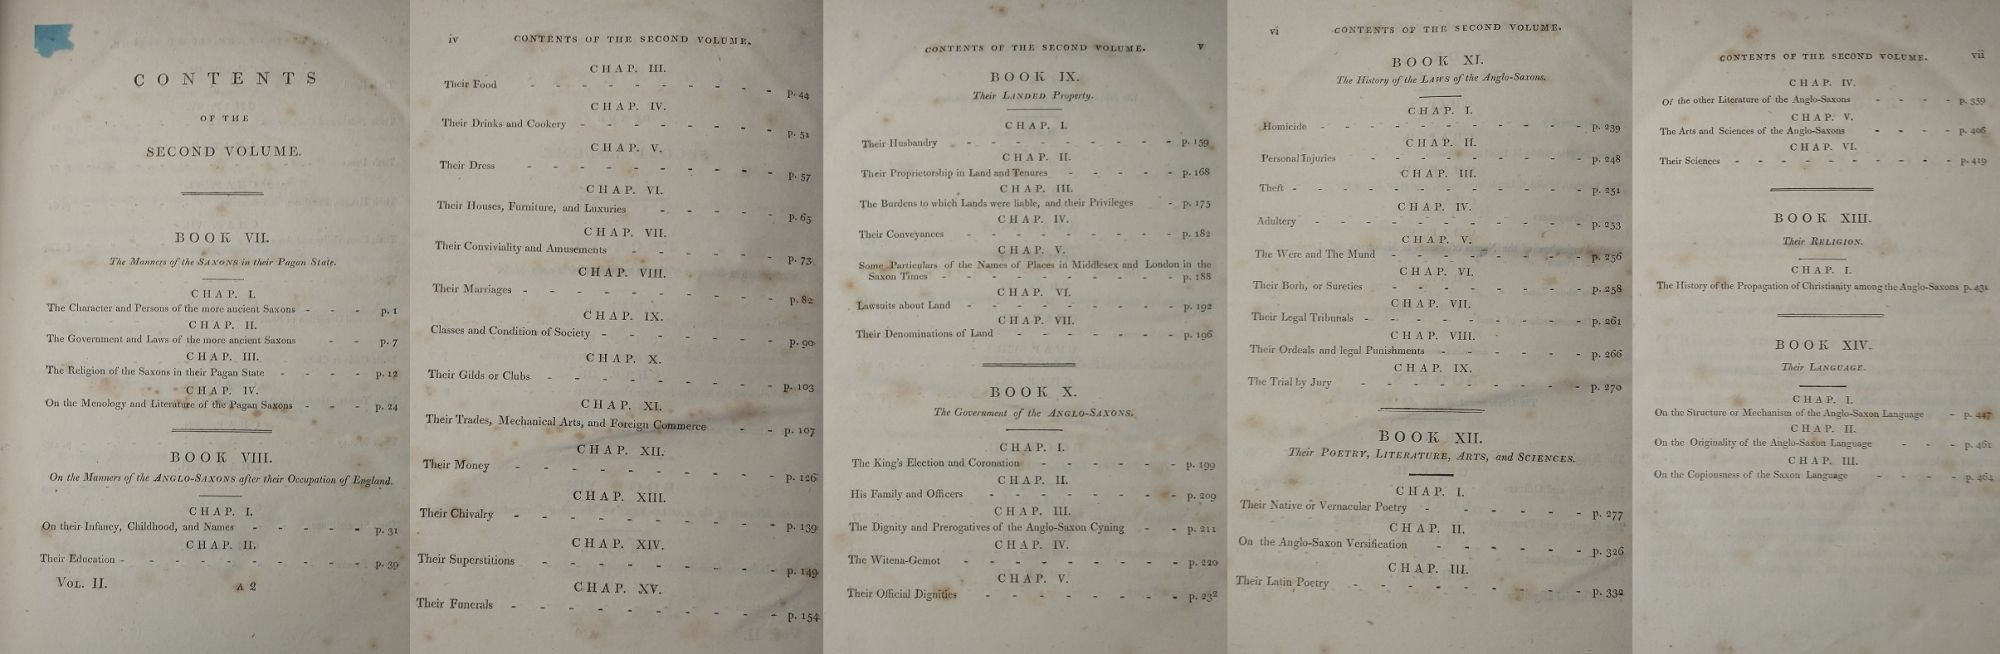 CONTENTS
OF THE
SECOND VOLUME.
BOOK VII.
The Manners of the SAXONS in their Pagan State.
CHAP. I.
The Character and Persons of the more ancient Saxons - - - p. 1
CHAP. II.
The Government and Laws of the more ancient Saxons - - p. 7
CHAP. III.
The Religion of the Saxons in their Pagan State - - - - p. 12
CHAP. IV.
On the Menology and Literature of the Pagan Saxons - - - p. 24
BOOK VIII.
On the Manners of the ANGLO-SAXONS after their Occupation of England.
CHAP. I.
On their Infancy, Childhood, and Names - - - - - p. 31
CHAP. II.
Their Education - - - - - - - - - p. 39
VOL. II. A 2
iv CONTENTS OF THE SECOND VOLUME.
CHAP. III.
Their Food - - - - - - - - p. 44
CHAP. IV.
Their Drinks and Cookery - - - - - - - - p. 51
CHAP. V.
Their Dress - - - - - - - - p. 57
CHAP. VI.
Their Houses, Furniture, and Luxuries - - - - - p. 65
CHAP. VII.
Their Conviviality and Amusements - - - - - p. 73
CHAP. VIII.
Their Marriages - - - - - - - - - p. 82
CHAP. IX.
Classes and Condition of Society - - - - - - p. 90
CHAP. X.
Their Gilds or Clubs - - - - - - - - p. 103
CHAP. XI.
Their Trades, Mechanical Arts, and Foreign Commerce - - p. 107
CHAP. XII.
Their Money - - - - - - - - - p. 126
CHAP. XIII.
Their Chivalry - - - - - - - - - p. 139
CHAP. XIV.
Their Superstitions - - - - - - - - p. 149
CHAP. XV.
Their Funerals - - - - - - - - - - p. 154
CONTENTS OF THE SECOND VOLUME. v
BOOK IX.
Their LANDED Property.
CHAP. I.
Their Husbandry - - - - - - - - - p. 159
CHAP. II.
Their Proprietorship in Land and Tenures - - - - - p. 168
CHAP. III.
The Burdens to which Lands were liable, and their Privileges - p. 175
CHAP. IV.
Their Conveyances - - - - - - - - - p. 182
CHAP. V.
Some Particulars of the Names of Places in Middlesex and London in the
Saxon Times - - - - - - - - - - p. 188
CHAP. VI.
Lawsuits about Land - - - - - - - - - p. 192
CHAP. VII.
Their Denominations of Land - - - - - - - p. 196
BOOK X.
The Government of the ANGLO-SAXONS.
CHAP. I.
The King's Election and Coronation - - - - - - p. 199
CHAP. II.
His Family and Officers - - - - - - - - p. 209
CHAP. III.
The Dignity and Prerogatives of the Anglo-Saxon Cyning - - p. 211
CHAP. IV.
The Witena-Gemot - - - - - - - - - p. 220
CHAP. V.
Their Official Dignities - - - - - - - - p. 232
vi CONTENTS OF THE SECOND VOLUME.
BOOK XI.
The History of the LAWS of the Anglo-Saxons.
CHAP. I.
Homicide - - - - - - - - - - - p. 239
CHAP. II.
Personal Injuries - - - - - - - - p. 248
CHAP. III.
Theft - - - - - - - - - - - - p. 251
CHAP. IV.
Adultery - - - - - - - - - - - p. 253
CHAP. V.
The Were and The Mund - - - - - - - - p. 256
CHAP. VI.
Their Borh, or Sureties - - - - - - - - p. 258
CHAP. VII.
Their Legal Tribunals - - - - - - - - - p. 261
CHAP. VIII.
Their Ordeals and legal Punishments - - - - - - p. 266
CHAP. IX.
The Trial by Jury - - - - - - - - p. 270
BOOK XII.
Their POETRY, LITERATURE, ARTS, and SCIENCES.
CHAP. I.
Their Native or Vernacular Poetry - - - - - - p. 277
CHAP. II.
On the Anglo-Saxon Versification - - - - - - p. 326
CHAP. III.
Their Latin Poetry - - - - - - - - p. 332
CONTENTS OF THE SECOND VOLUME. vii
CHAP. IV.
Of the other Literature of the Anglo-Saxons - - - - p. 359
CHAP. V.
The Arts and Sciences of the Anglo-Saxons - - - - p. 406
CHAP. VI.
Their Sciences - - - - - - - - - p. 419
BOOK XIII.
Their RELIGION.
CHAP. I.
The History of the Propagation of Christianity among the Anglo-Saxons p. 431
BOOK XIV.
Their LANGUAGE.
CHAP. I.
On the Structure or Mechanism of the Anglo-Saxon Language - p. 447
CHAP. II.
On the Originality of the Anglo-Saxon Language - - - p. 461
CHAP. III.
On the Copiousness of the Saxon Language - - - - p. 464